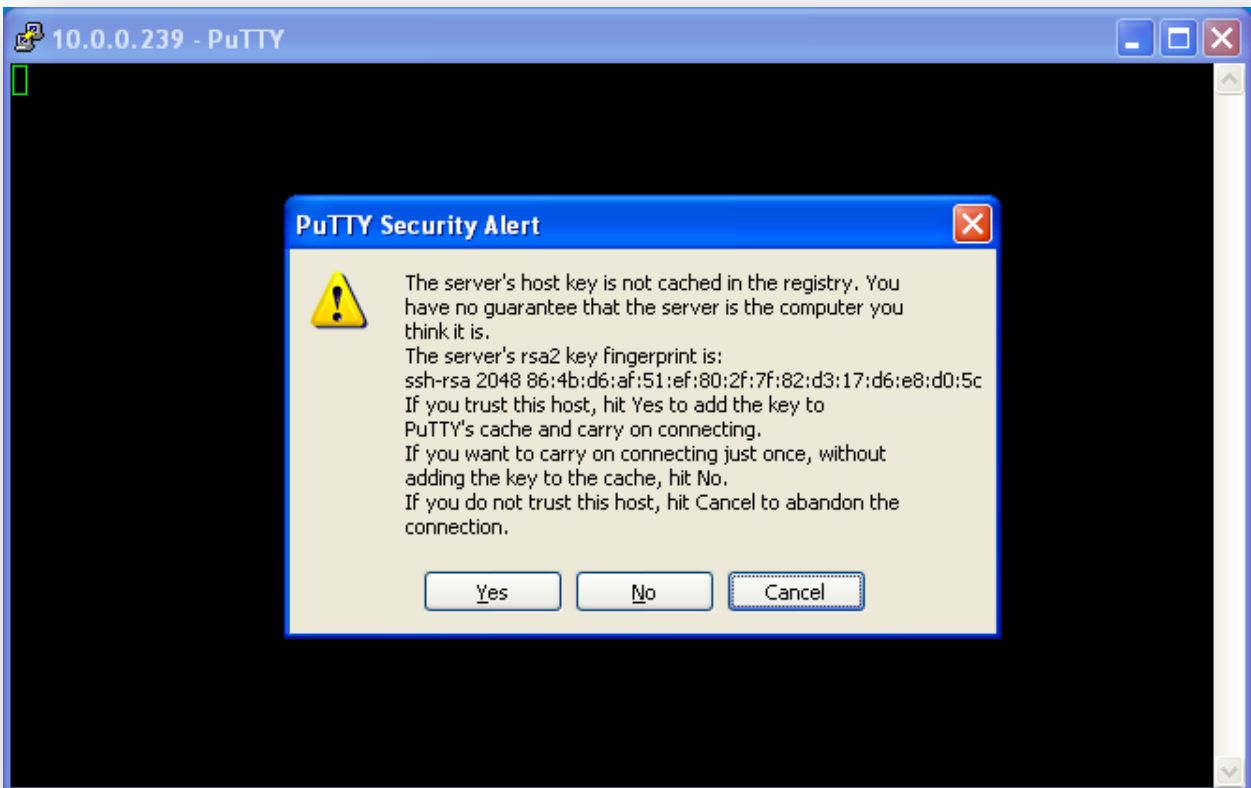 10.0.0.239 - PuTTY
PuTTY Security Alert
The server's host key is not cached in the registry. You
have no guarantee that the server is the computer you
think it is.
The server's rsa2 key fingerprint is:
ssh-rsa 2048 86:4b:d6:af:51:ef:80:2f:7f:82:d3:17:d6:e8:d0:5c
If you trust this host, hit Yes to add the key to
PuTTY's cache and carry on connecting.
If you want to carry on connecting just once, without
adding the key to the cache, hit No.
If you do not trust this host, hit Cancel to abandon the
connection.
Yes No Cancel